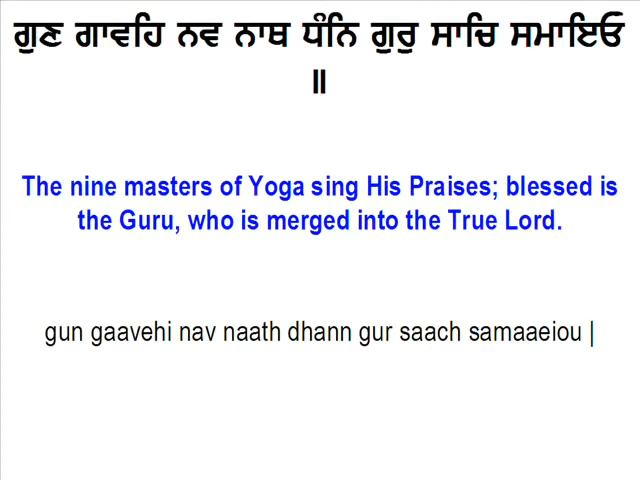 ਗੁਣ ਗਾਵਹਿ ਨਵ ਨਾਥ ਧੰਨਿ ਗੁਰੁ ਸਾਚਿ ਸਮਾਇਓ
॥
The nine masters of Yoga sing His Praises; blessed is
the Guru, who is merged into the True Lord.
gun gaavehi nav naath dhann gur saach samaaeiou |